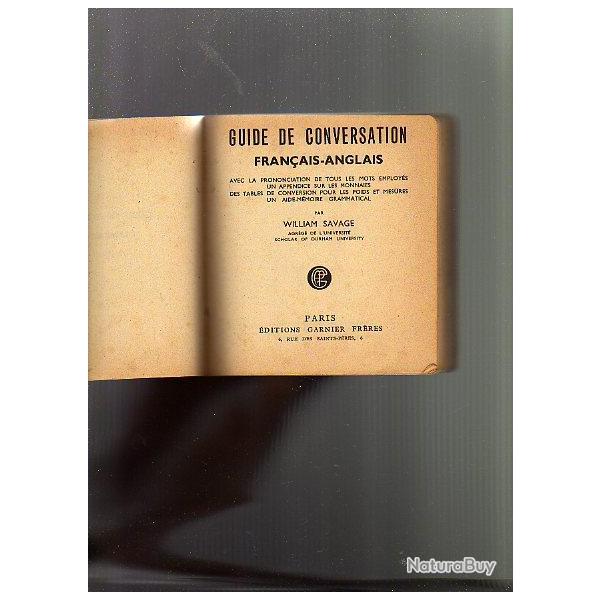 GUIDE DE CONVERSATION
FRANÇAIS-ANGLAIS
AVEC LA PRONONCIATION DE TOUS LES MOTS EMPLOYÉS
UN APPENDICE SUR LES MONNAIES
DES TABLES DE CONVERSION POUR LES POIDS ET MESURES
UN AIDE-MÉMOIRE GRAMMATICAL
PAR
WILLIAM SAVAGE
AGRÉGÉ DE L'UNIVERSITÉ
SCHOLAR OF DURHAM UNIVERSITY
PARIS
ÉDITIONS GARNIER FRÈRES
6, RUE DES SAINTS-PÈRES, 6
NaturaBuy